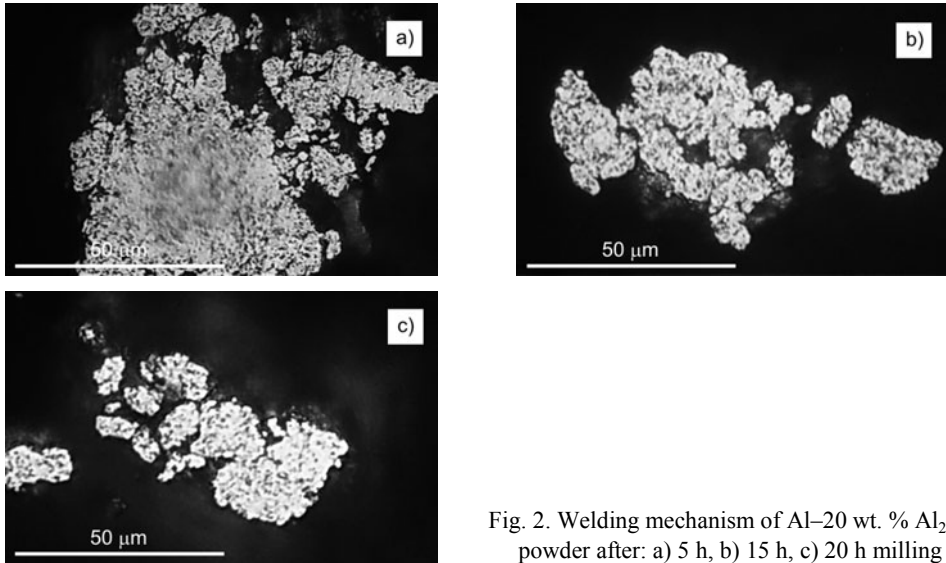 a)
50 µm
b)
50 µm
c)
50 µm
Fig. 2. Welding mechanism of Al–20 wt. % Al₂
powder after: a) 5 h, b) 15 h, c) 20 h milling